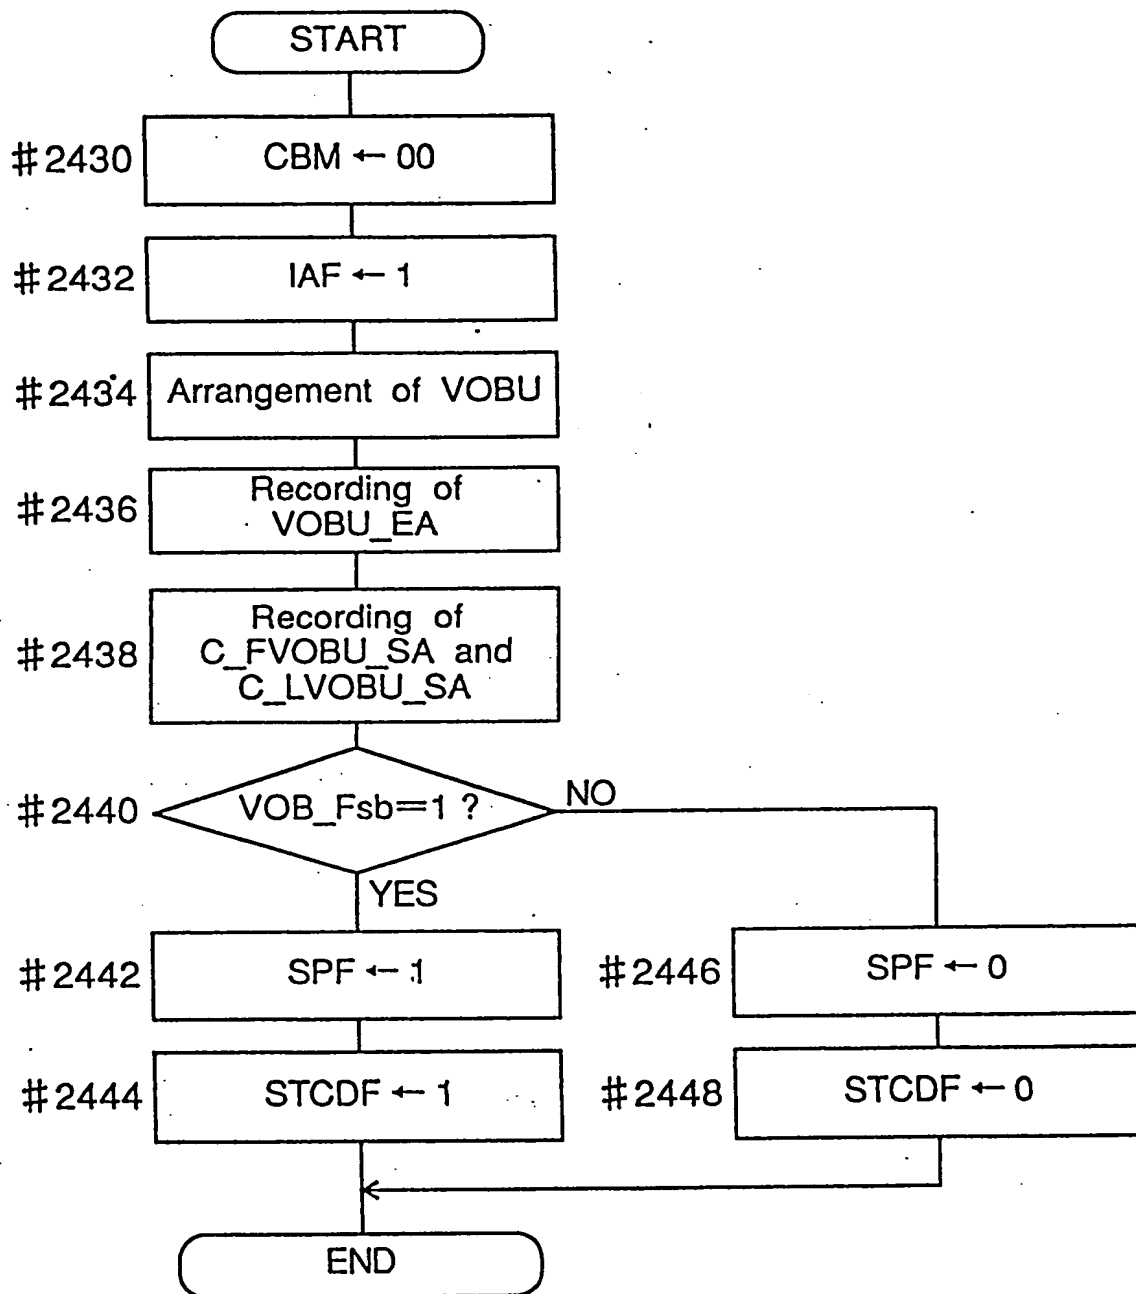 START
#2430
CBM ← 00
#2432
IAF ← 1
#2434
Arrangement of VOBU
#2436
Recording of
VOBU_EA
#2438
Recording of
C_FVOBU_SA and
C_LVOBU_SA
#2440
VOB_Fsb=1 ?
NO
YES
#2442
SPF ← 1
#2446
SPF ← 0
#2444
STCDF ← 1
#2448
STCDF ← 0
END